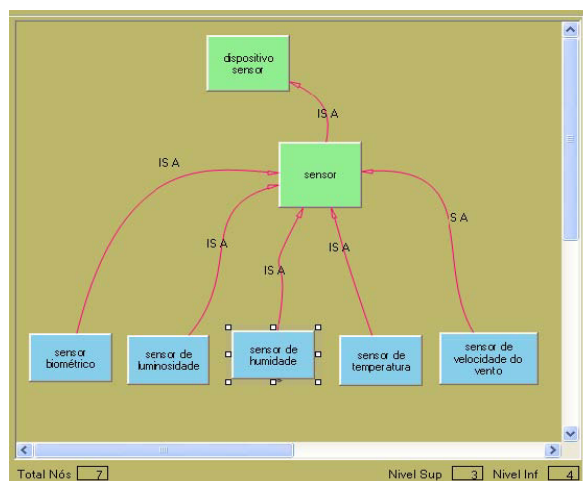 dispositivo
sensor
IS A
sensor
IS A
S A
IS A
IS A
IS A
sensor
biométrico
sensor de
luminosidade
sensor de
humidade
sensor de
temperatura
sensor de
velocidade do
vento
Total Nós 7
Nivel Sup 3 Nivel Inf 4